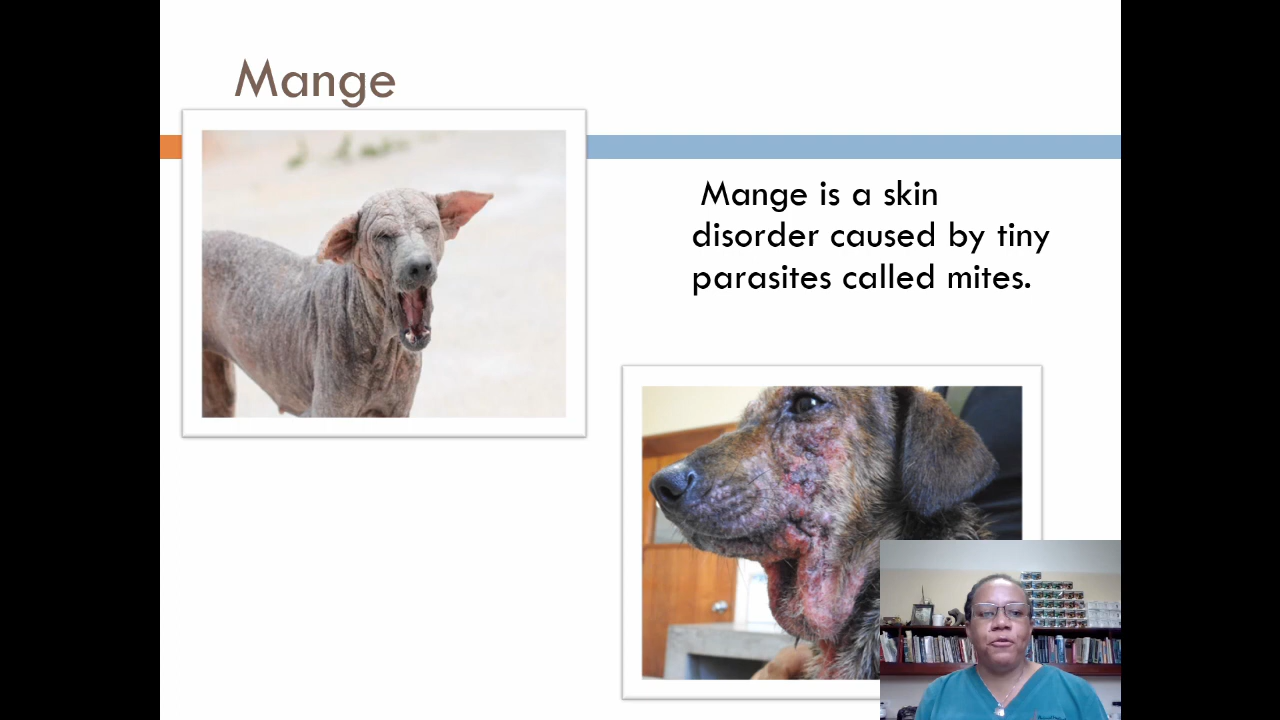 Mange
Mange is a skin
disorder caused by tiny
parasites called mites.